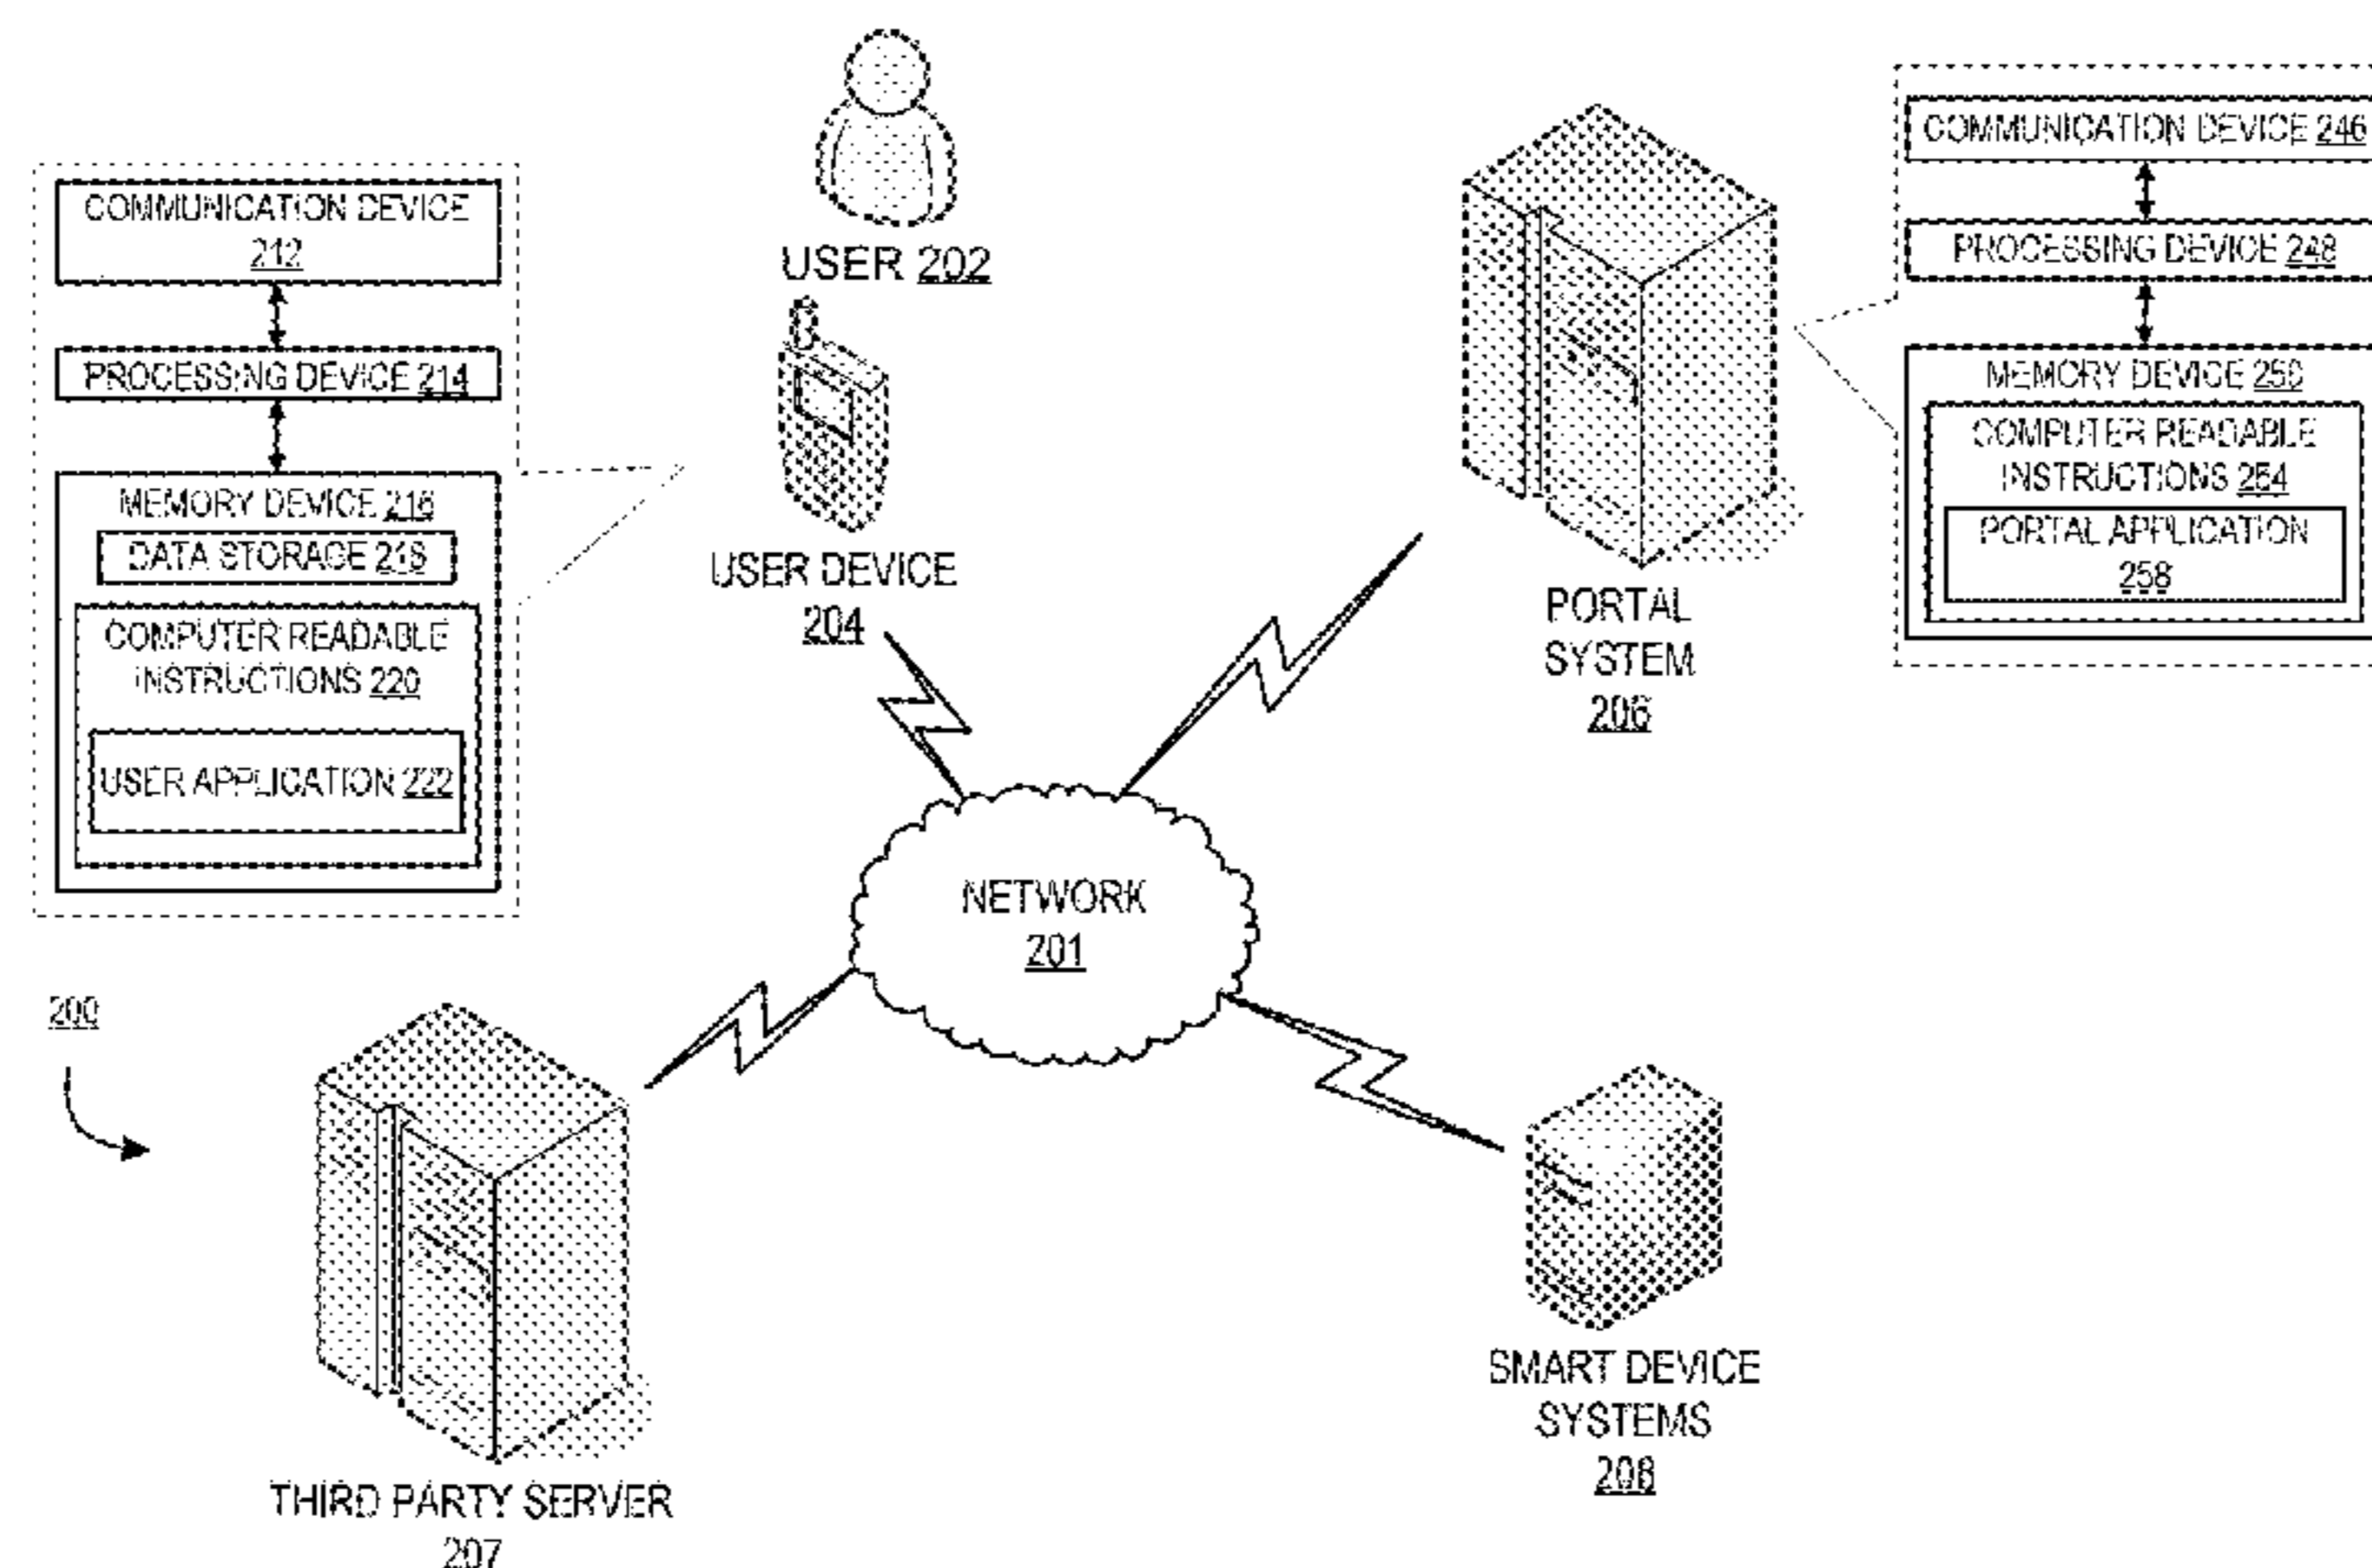 USER 202
COMMUNICATION DEVICE
212
PROCESSING DEVICE 214
MEMORY DEVICE 216
DATA STORAGE 218
COMPUTER READABLE
INSTRUCTIONS 220
USER APPLICATION 222
USER DEVICE
204
PORTAL
SYSTEM
206
COMMUNICATION DEVICE 246
PROCESSING DEVICE 248
MEMORY DEVICE 250
COMPUTER READABLE
INSTRUCTIONS 254
PORTAL APPLICATION
258
NETWORK
201
200
THIRD PARTY SERVER
207
SMART DEVICE
SYSTEMS
208